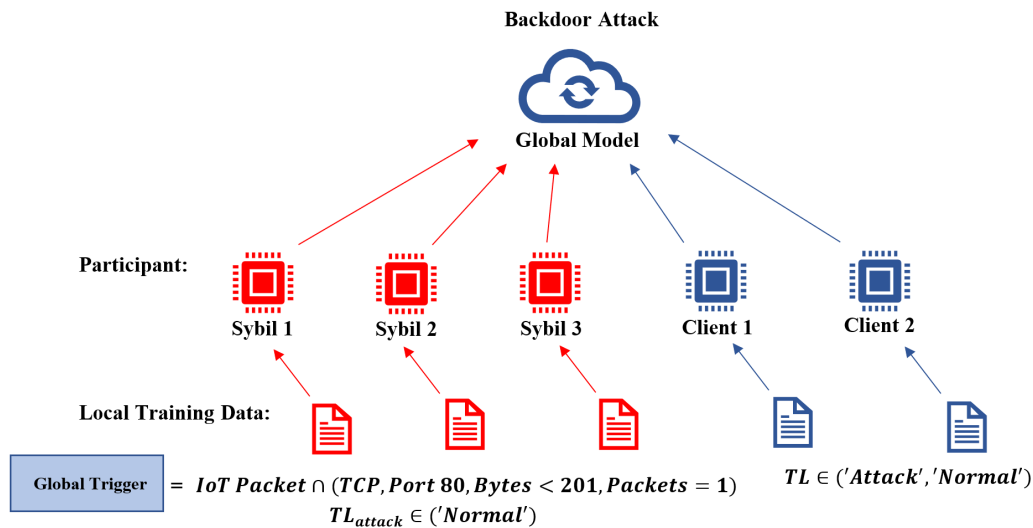 Backdoor Attack
Global Model
Participant:
Sybil 1 Sybil 2 Sybil 3 Client 1 Client 2
Local Training Data:
Global Trigger = IoT Packet ∩ (TCP, Port 80, Bytes < 201, Packets = 1)
TL ∈ ('Attack', 'Normal')
TL_attack ∈ ('Normal')